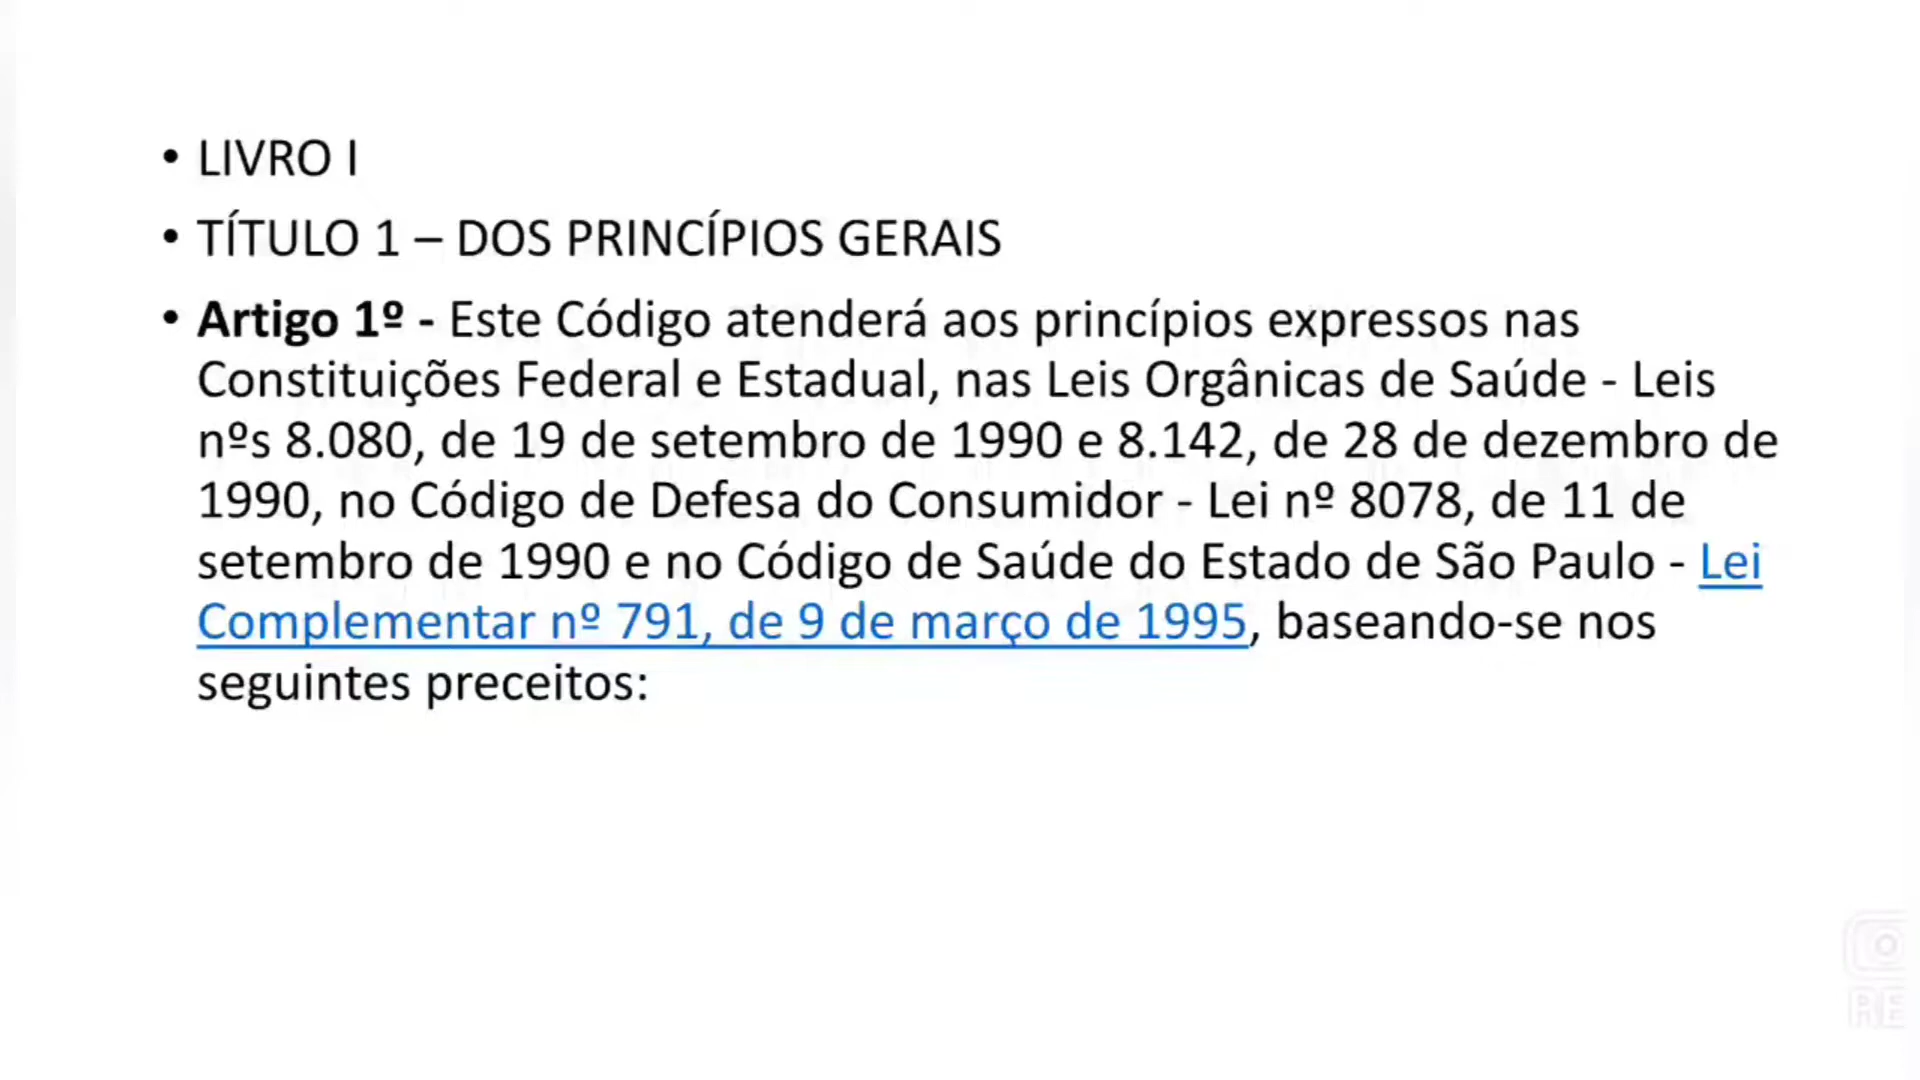 • LIVRO I
• TÍTULO 1 – DOS PRINCÍPIOS GERAIS
• Artigo 1º - Este Código atenderá aos princípios expressos nas
Constituições Federal e Estadual, nas Leis Orgânicas de Saúde - Leis
nºs 8.080, de 19 de setembro de 1990 e 8.142, de 28 de dezembro de
1990, no Código de Defesa do Consumidor - Lei nº 8078, de 11 de
setembro de 1990 e no Código de Saúde do Estado de São Paulo - Lei
Complementar nº 791, de 9 de março de 1995, baseando-se nos
seguintes preceitos: